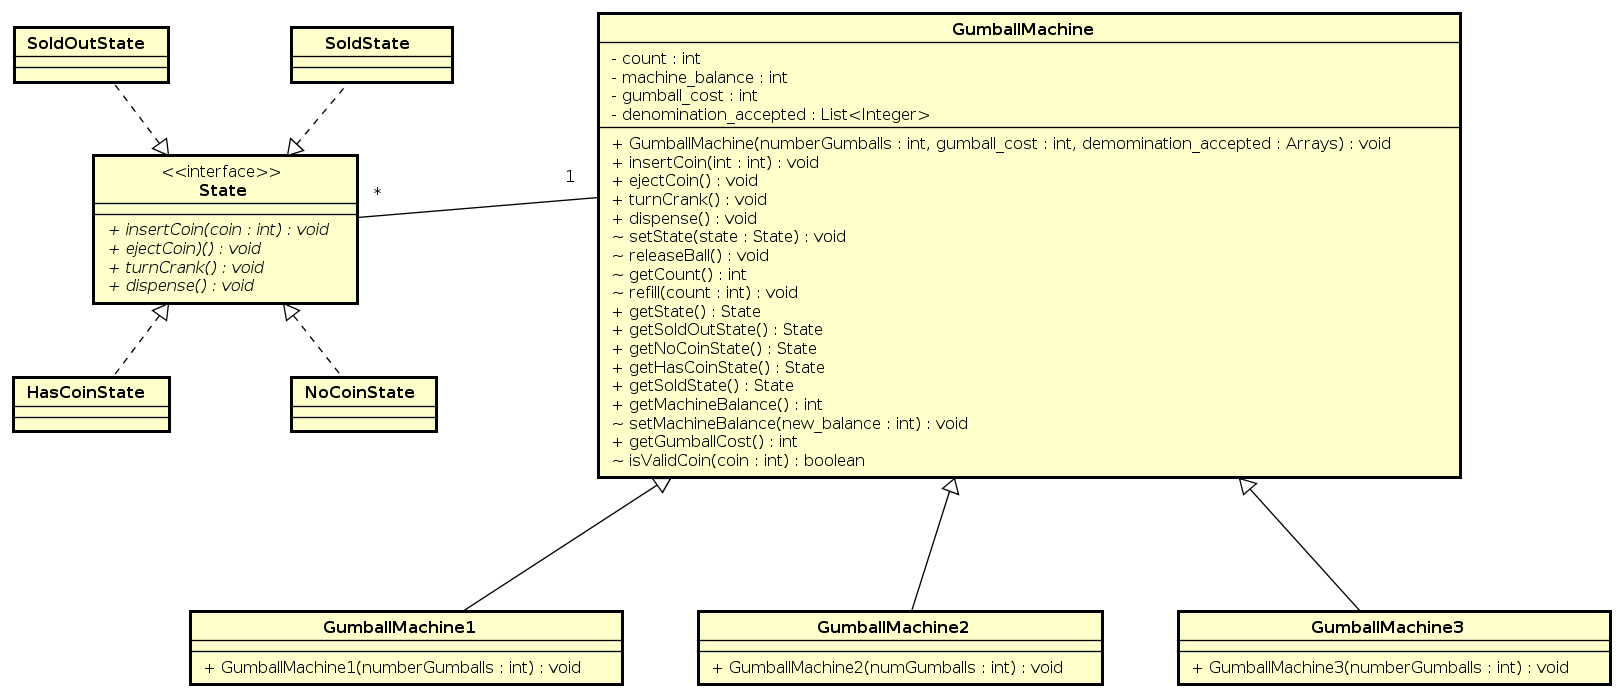 SoldOutState
SoldState
<<interface>>
State
+ insertCoin(coin : int) : void
+ ejectCoin)() : void
+ turnCrank() : void
+ dispense() : void
*
1
HasCoinState
NoCoinState
GumballMachine
- count : int
- machine_balance : int
- gumball_cost : int
- denomination_accepted : List<Integer>
+ GumballMachine(numberGumballs : int, gumball_cost : int, demomination_accepted : Arrays) : void
+ insertCoin(int : int) : void
+ ejectCoin() : void
+ turnCrank() : void
+ dispense() : void
~ setState(state : State) : void
~ releaseBall() : void
~ getCount() : int
~ refill(count : int) : void
+ getState() : State
+ getSoldOutState() : State
+ getNoCoinState() : State
+ getHasCoinState() : State
+ getSoldState() : State
+ getMachineBalance() : int
~ setMachineBalance(new_balance : int) : void
+ getGumballCost() : int
~ isValidCoin(coin : int) : boolean
GumballMachine1
+ GumballMachine1(numberGumballs : int) : void
GumballMachine2
+ GumballMachine2(numGumballs : int) : void
GumballMachine3
+ GumballMachine3(numberGumballs : int) : void